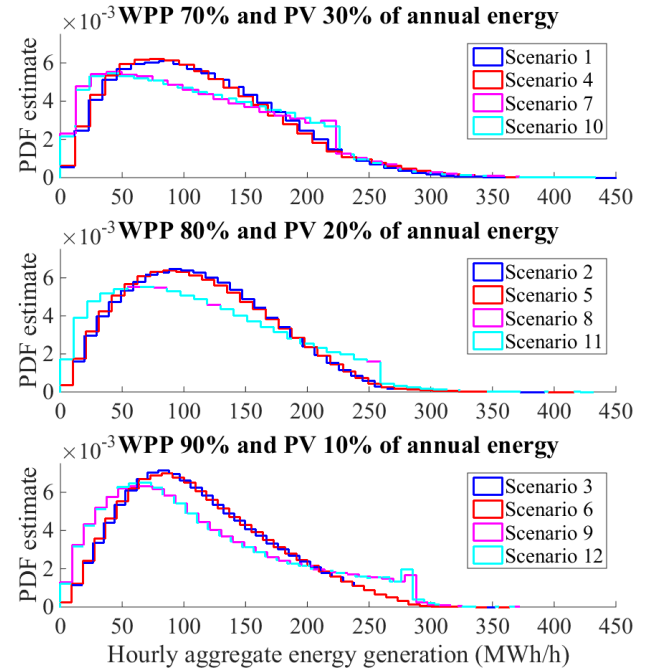 ×10⁻³ WPP 70% and PV 30% of annual energy
PDF estimate
6
4
2
0
Scenario 1
Scenario 4
Scenario 7
Scenario 10
0 50 100 150 200 250 300 350 400 450
×10⁻³ WPP 80% and PV 20% of annual energy
PDF estimate
6
4
2
0
Scenario 2
Scenario 5
Scenario 8
Scenario 11
0 50 100 150 200 250 300 350 400 450
×10⁻³ WPP 90% and PV 10% of annual energy
PDF estimate
6
4
2
0
Scenario 3
Scenario 6
Scenario 9
Scenario 12
0 50 100 150 200 250 300 350 400 450
Hourly aggregate energy generation (MWh/h)